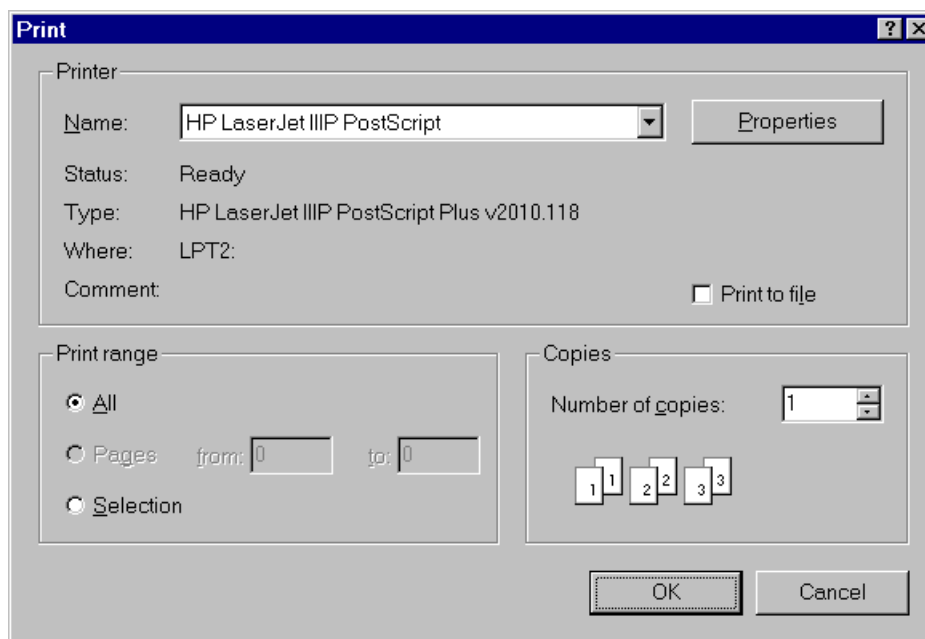 Print
Printer
Name: HP LaserJet IIIP PostScript Properties
Status: Ready
Type: HP LaserJet IIIP PostScript Plus v2010.118
Where: LPT2:
Comment:
Print to file
Print range
All
Pages from: 0 to: 0
Selection
Copies
Number of copies: 1
1 1 2 2 3 3
OK Cancel